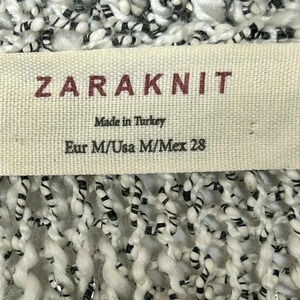 ZARAKNIT
Made in Turkey
Eur M/Usa M/Mex 28